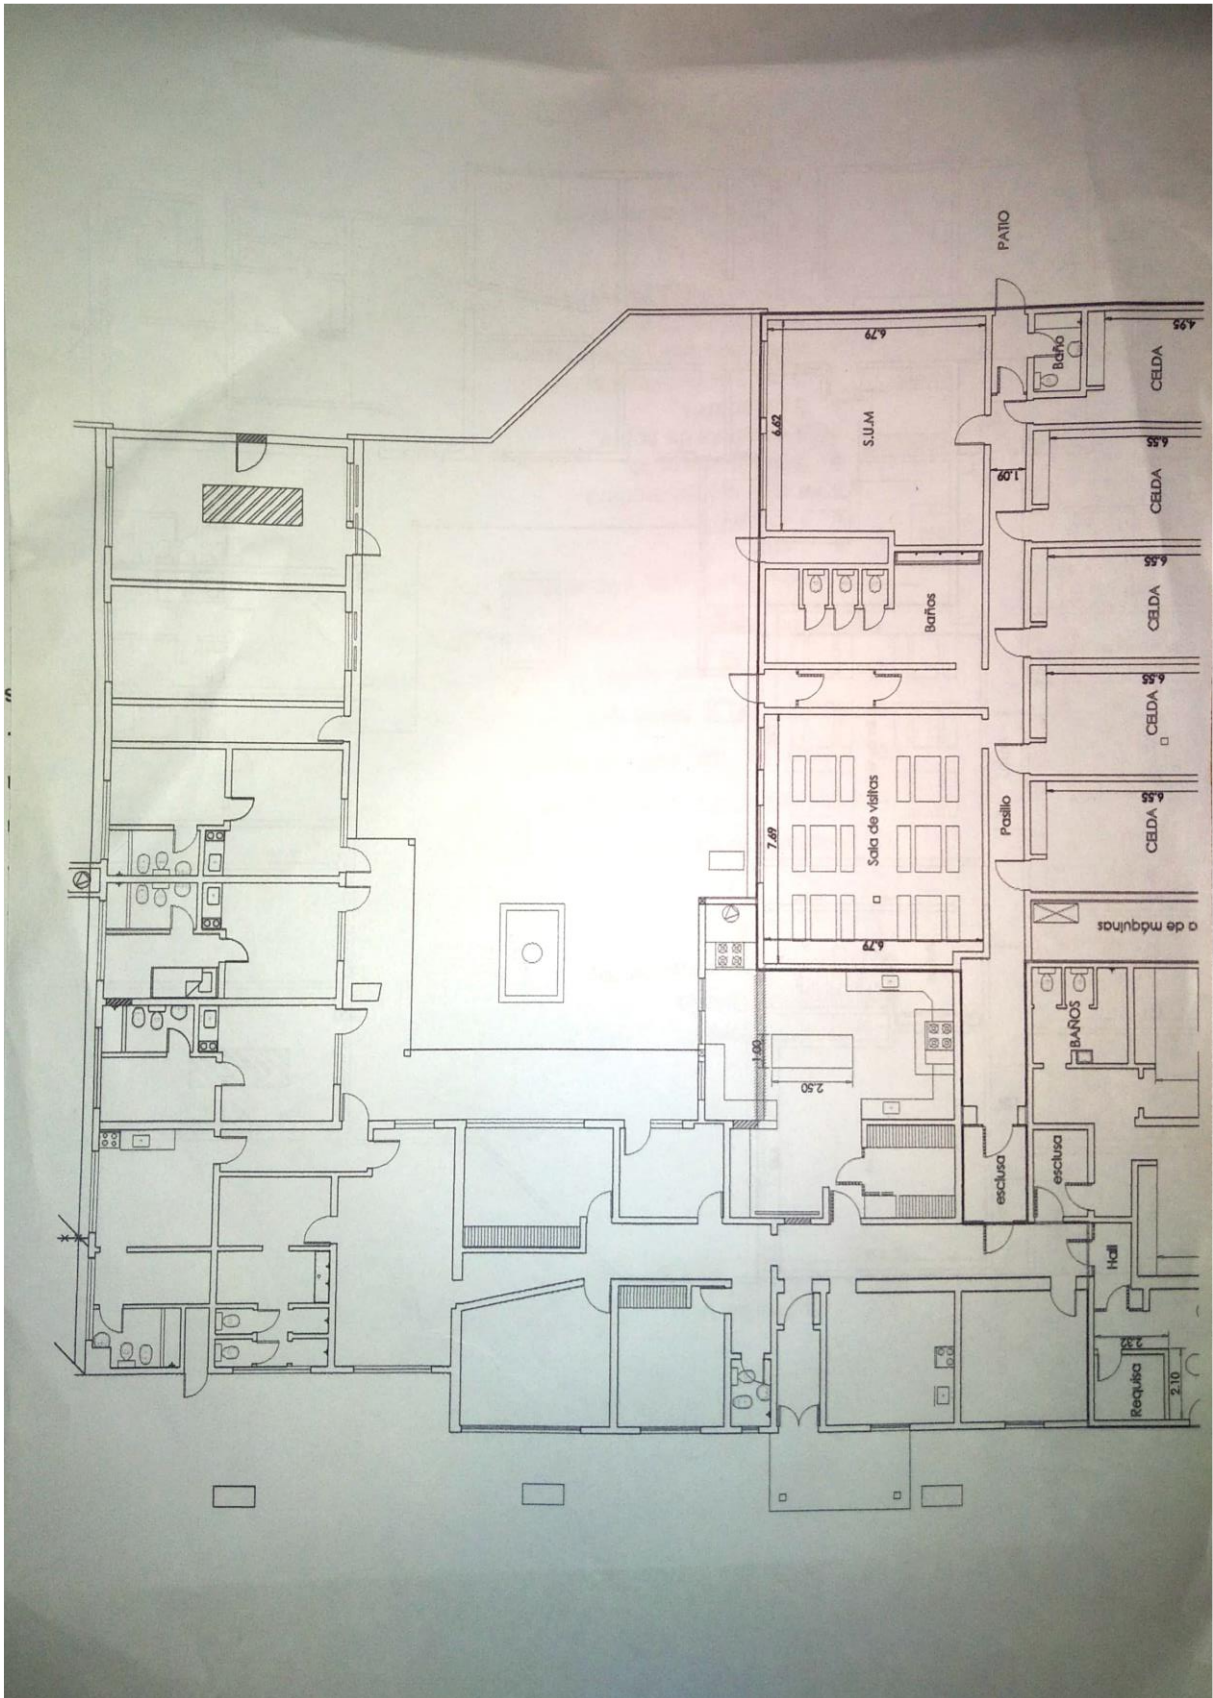 PATIO
6.79
6.62
S.U.M
Baño
4.95
CELDA
6.55
CELDA
1.09
6.55
CELDA
Baños
6.55
CELDA
6.55
CELDA
7.69
Sala de visitas
Pasillo
6.79
a de máquinas
1.00
2.50
BAÑOS
esclusa
esclusa
Hall
2.32
Requisa
2.10